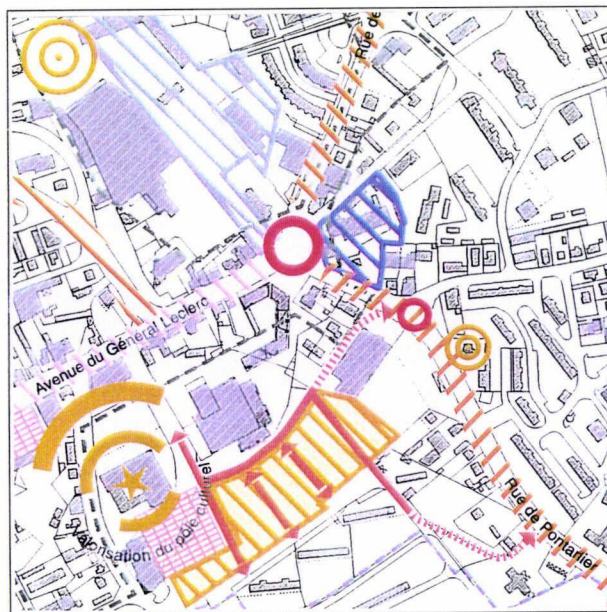 Rue de
Avenue du Général Leclerc
Valorisation du pôle culturel
Rue de Pontarlier